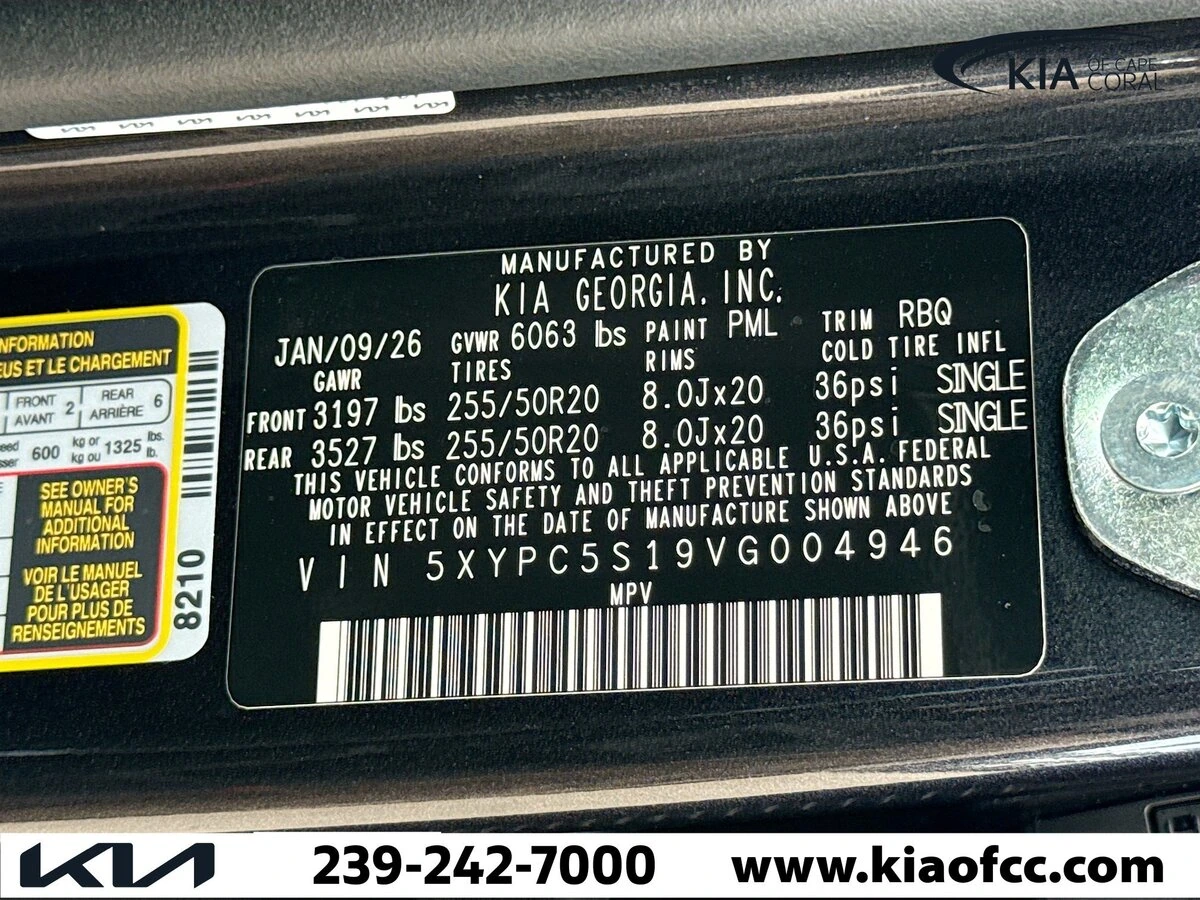 KIA OF CAPE CORAL
MANUFACTURED BY
KIA GEORGIA, INC.
JAN/09/26 GVWR 6063 lbs PAINT PML TRIM RBQ
GAWR TIRES RIMS COLD TIRE INFL
FRONT 3197 lbs 255/50R20 8.0Jx20 36psi SINGLE
REAR 3527 lbs 255/50R20 8.0Jx20 36psi SINGLE
THIS VEHICLE CONFORMS TO ALL APPLICABLE U.S.A. FEDERAL
MOTOR VEHICLE SAFETY AND THEFT PREVENTION STANDARDS
IN EFFECT ON THE DATE OF MANUFACTURE SHOWN ABOVE
VIN 5XYPC5S19VG004946
MPV
NFORMATION
EUS ET LE CHARGEMENT
FRONT AVANT 2 REAR ARRIÈRE 6
600 kg or kg ou 1325 lbs. lb.
SEE OWNER'S
MANUAL FOR
ADDITIONAL
INFORMATION
VOIR LE MANUEL
DE L'USAGER
POUR PLUS DE
RENSEIGNEMENTS
8210
KIA 239-242-7000 www.kiaofcc.com